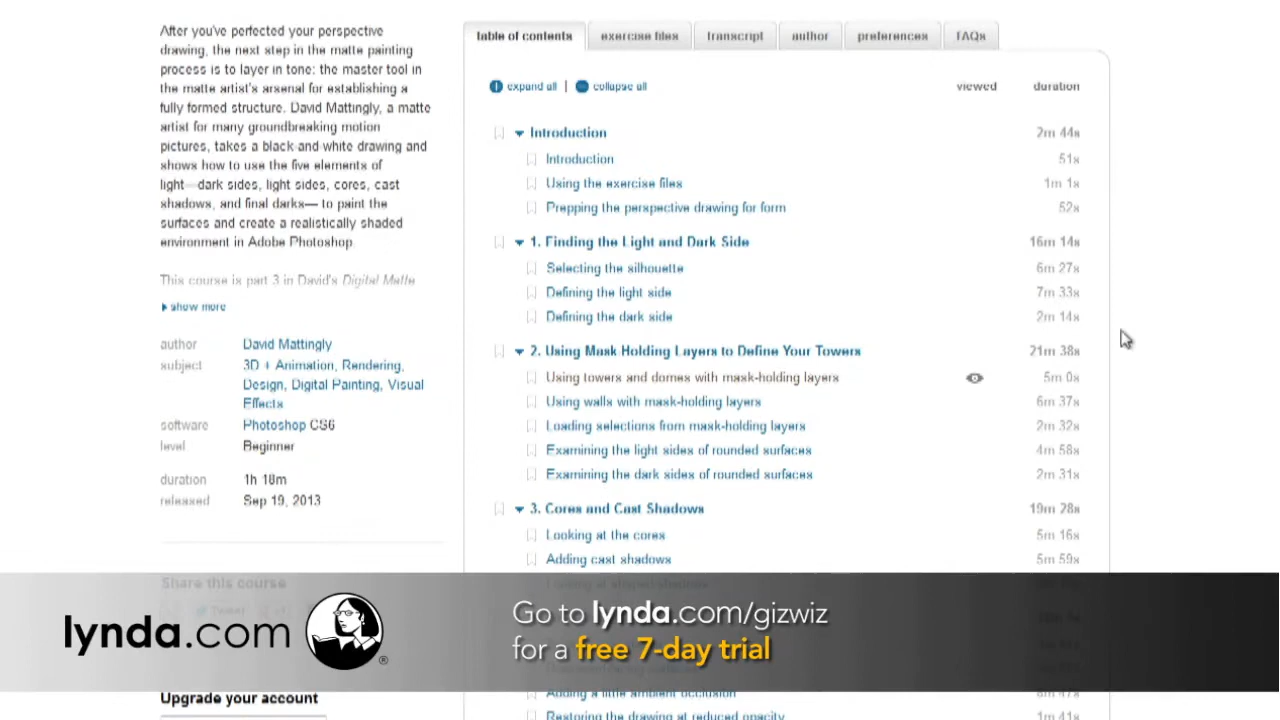 After you've perfected your perspective
drawing, the next step in the matte painting
process is to layer in tone: the master tool in
the matte artist's arsenal for establishing a
fully formed structure. David Mattingly, a matte
artist for many groundbreaking motion
pictures, takes a black-and-white drawing and
shows how to use the five elements of
light—dark sides, light sides, cores, cast
shadows, and final darks— to paint the
surfaces and create a realistically shaded
environment in Adobe Photoshop.
This course is part 3 in David's Digital Matte
show more
author David Mattingly
subject 3D + Animation, Rendering,
Design, Digital Painting, Visual
Effects
software Photoshop CS6
level Beginner
duration 1h 18m
released Sep 19, 2013
Share this course
Tweet
table of contents exercise files transcript author preferences FAQs
expand all | collapse all viewed duration
Introduction 2m 44s
Introduction 51s
Using the exercise files 1m 1s
Prepping the perspective drawing for form 52s
1. Finding the Light and Dark Side 16m 14s
Selecting the silhouette 6m 27s
Defining the light side 7m 33s
Defining the dark side 2m 14s
2. Using Mask Holding Layers to Define Your Towers 21m 38s
Using towers and domes with mask-holding layers 5m 0s
Using walls with mask-holding layers 6m 37s
Loading selections from mask-holding layers 2m 32s
Examining the light sides of rounded surfaces 4m 58s
Examining the dark sides of rounded surfaces 2m 31s
3. Cores and Cast Shadows 19m 28s
Looking at the cores 5m 16s
Adding cast shadows 5m 59s
lynda.com ®
Go to lynda.com/gizwiz
for a free 7-day trial
Upgrade your account
Adding a little ambient occlusion
Restoring the drawing at reduced opacity 1m 41s